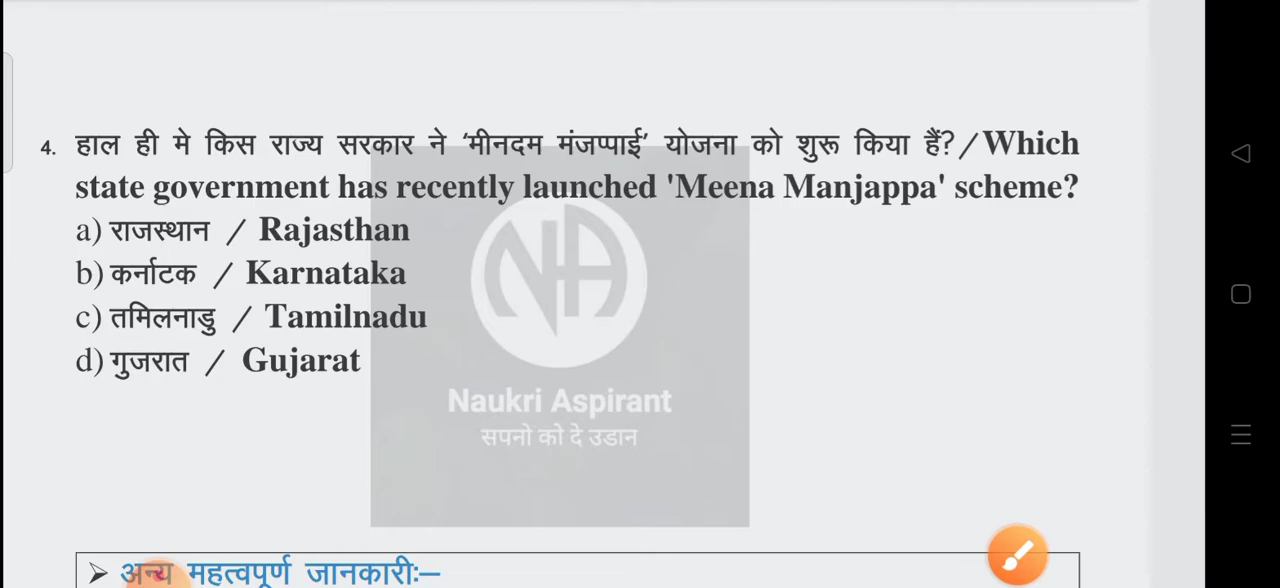 4. हाल ही मे किस राज्य सरकार ने ‘मीनदम मंजप्पाई’ योजना को शुरू किया हैं?/Which
state government has recently launched 'Meena Manjappa' scheme?
a) राजस्थान / Rajasthan
b) कर्नाटक / Karnataka
c) तमिलनाडु / Tamilnadu
d) गुजरात / Gujarat
NA
Naukri Aspirant
सपनो को दे उडान
➢ अन्य महत्वपूर्ण जानकारीः—